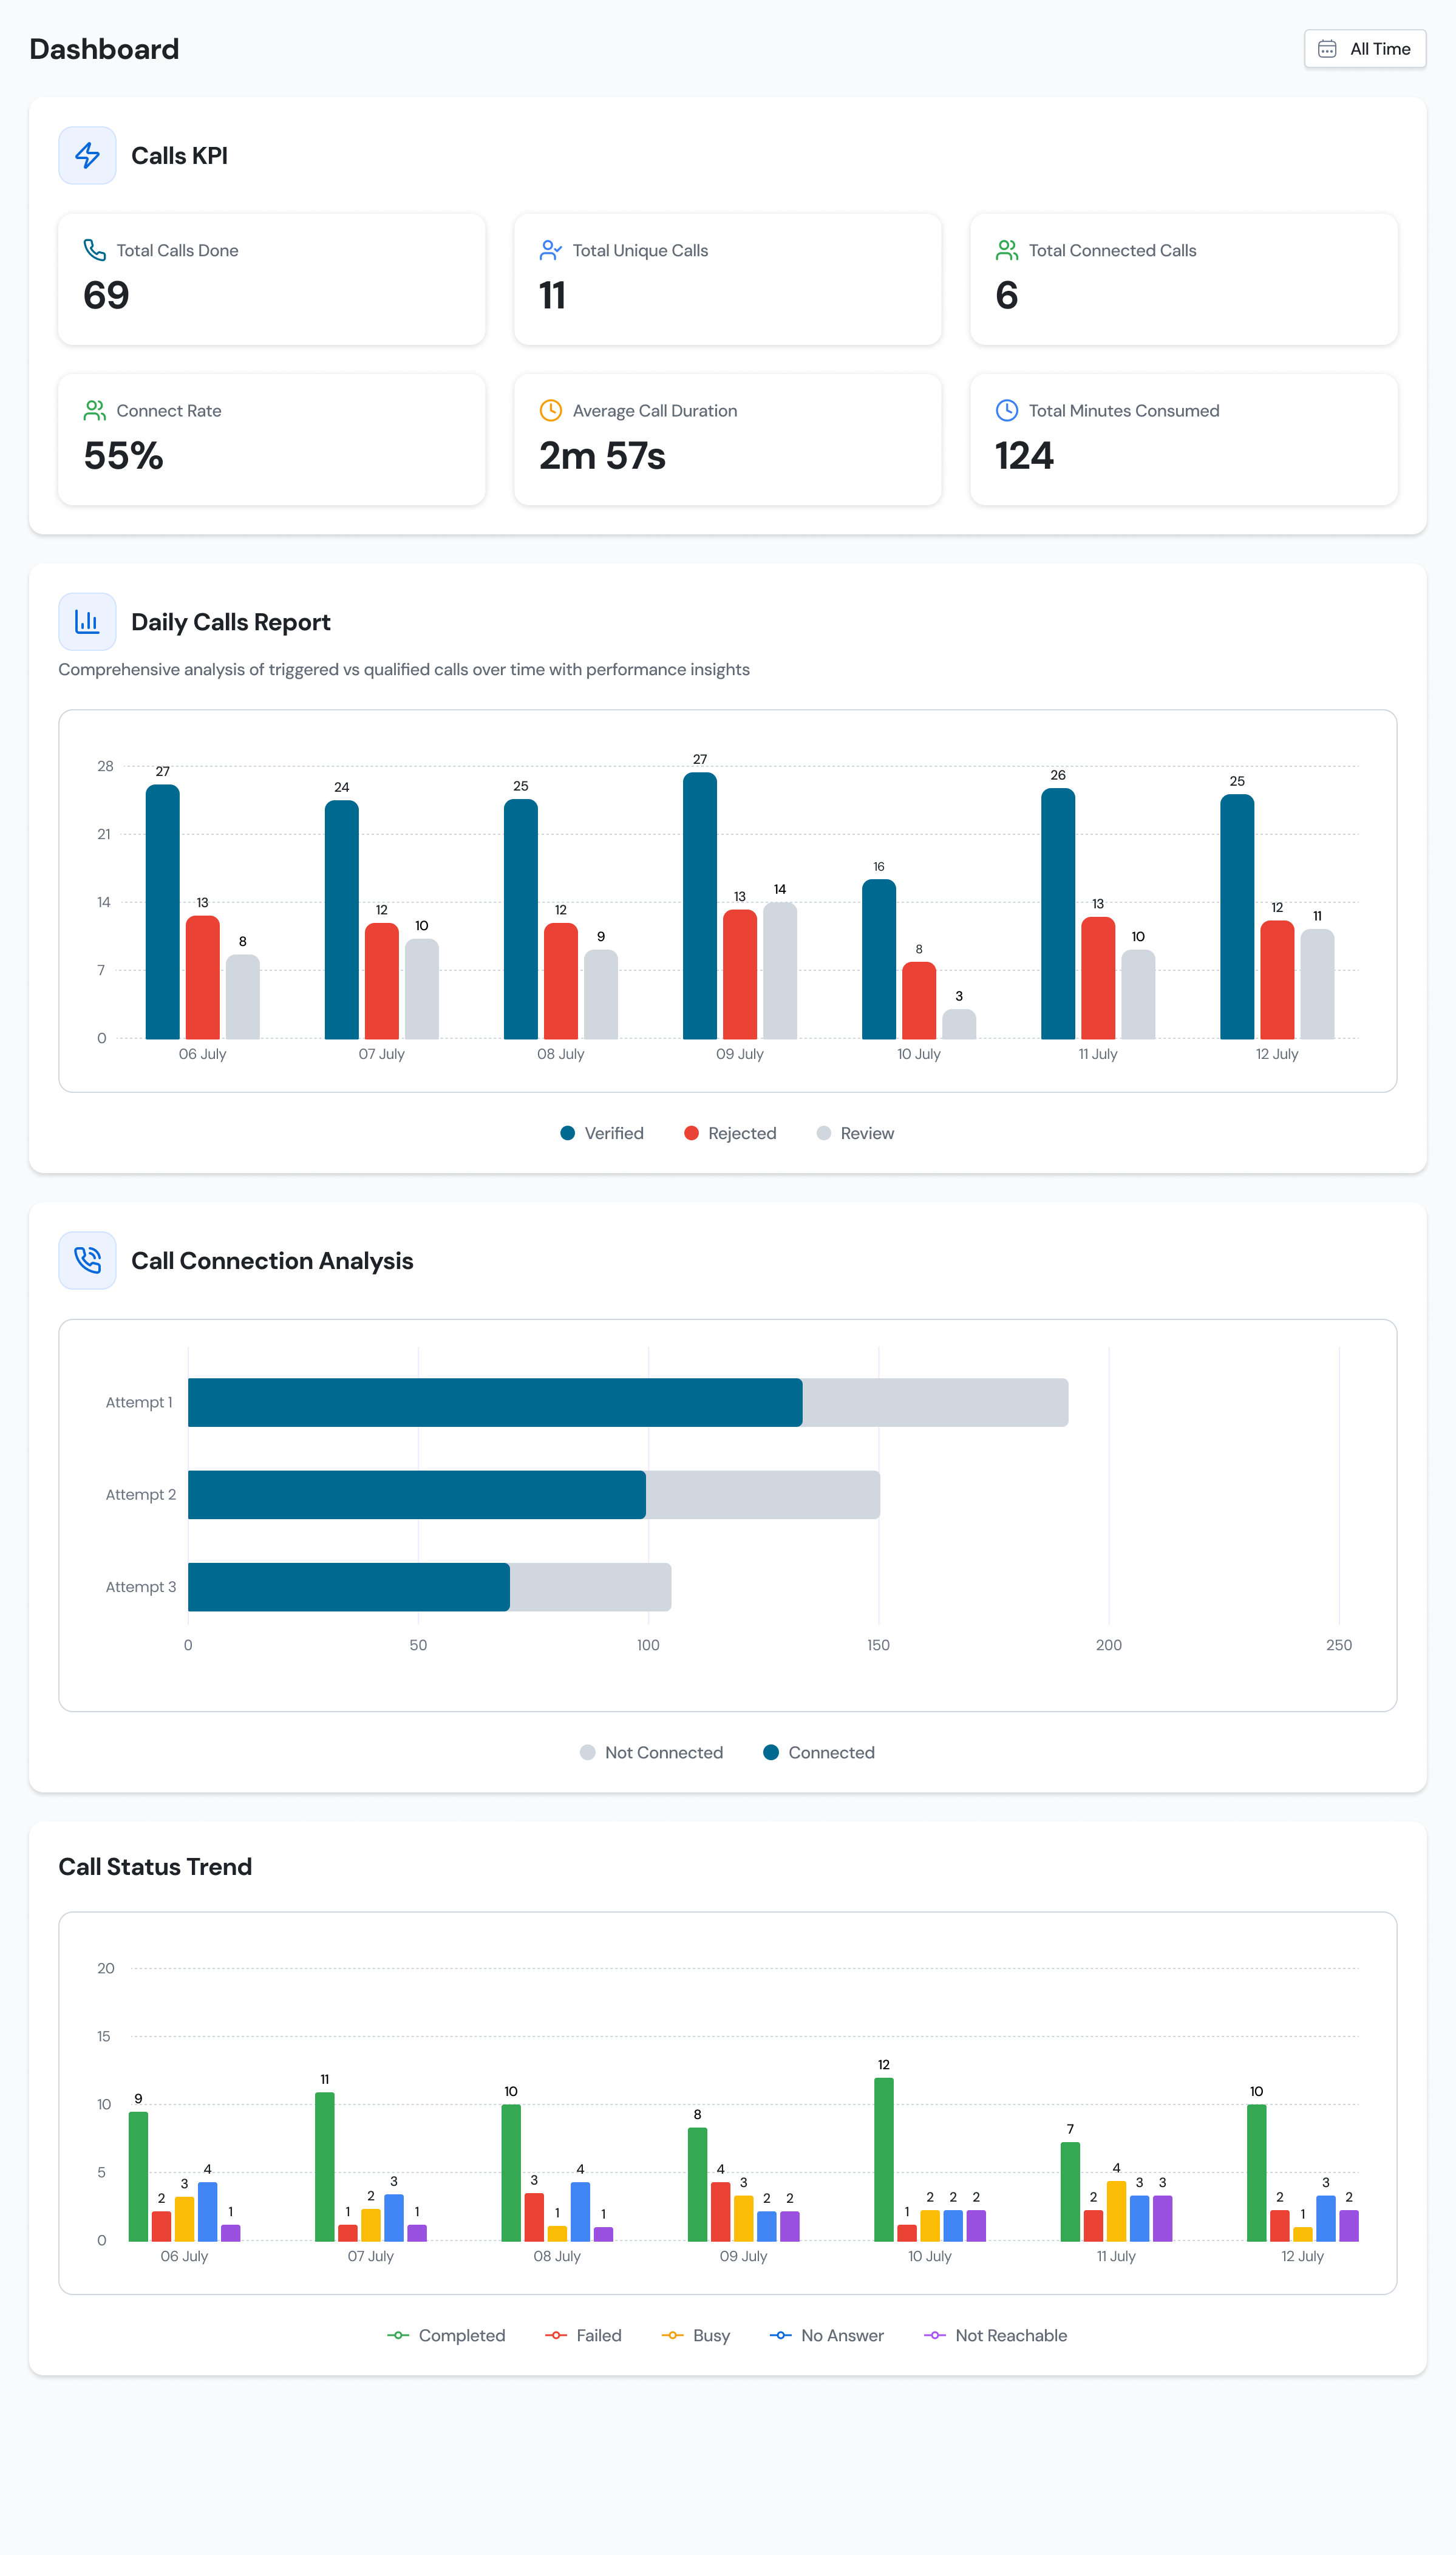 Dashboard
All Time
Calls KPI
Total Calls Done
69
Total Unique Calls
11
Total Connected Calls
6
Connect Rate
55%
Average Call Duration
2m 57s
Total Minutes Consumed
124
Daily Calls Report
Comprehensive analysis of triggered vs qualified calls over time with performance insights
28
21
14
7
0
27
13
8
24
12
10
25
12
9
27
13
14
16
8
3
26
13
10
25
12
11
06 July
07 July
08 July
09 July
10 July
11 July
12 July
Verified
Rejected
Review
Call Connection Analysis
Attempt 1
Attempt 2
Attempt 3
0
50
100
150
200
250
Not Connected
Connected
Call Status Trend
20
15
10
5
0
9
2
3
4
1
11
1
2
3
1
10
3
1
4
1
8
4
3
2
2
12
1
2
2
2
7
2
4
3
3
10
2
1
3
2
06 July
07 July
08 July
09 July
10 July
11 July
12 July
Completed
Failed
Busy
No Answer
Not Reachable